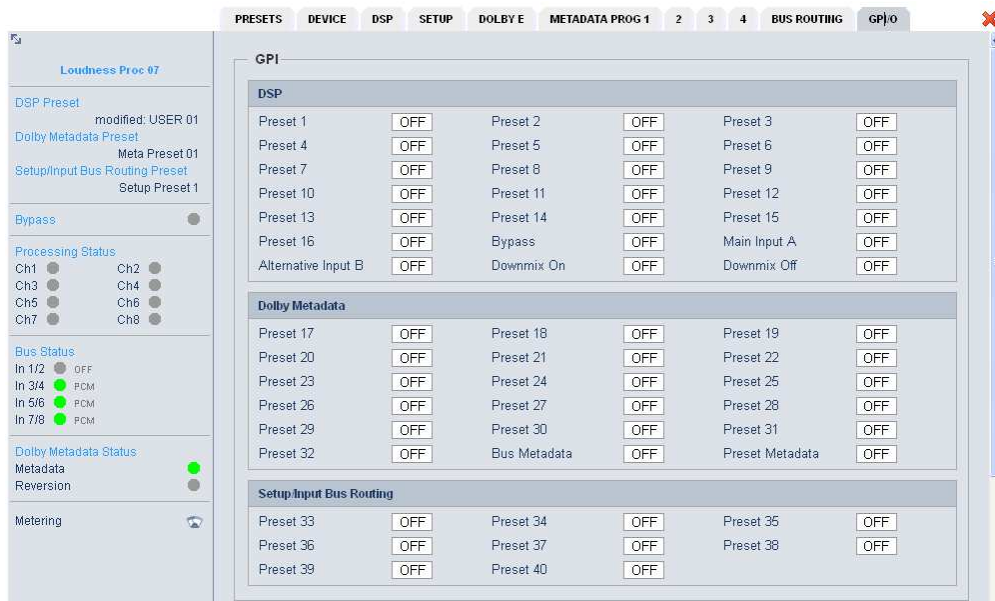 PRESETS DEVICE DSP SETUP DOLBY E METADATA PROG 1 2 3 4 BUS ROUTING GPI/O
Loudness Proc 07
DSP Preset
modified: USER 01
Dolby Metadata Preset
Meta Preset 01
Setup/Input Bus Routing Preset
Setup Preset 1
Bypass
Processing Status
Ch1 Ch2
Ch3 Ch4
Ch5 Ch6
Ch7 Ch8
Bus Status
In 1/2 OFF
In 3/4 PCM
In 5/6 PCM
In 7/8 PCM
Dolby Metadata Status
Metadata
Reversion
Metering
GPI
DSP
Preset 1 OFF Preset 2 OFF Preset 3 OFF
Preset 4 OFF Preset 5 OFF Preset 6 OFF
Preset 7 OFF Preset 8 OFF Preset 9 OFF
Preset 10 OFF Preset 11 OFF Preset 12 OFF
Preset 13 OFF Preset 14 OFF Preset 15 OFF
Preset 16 OFF Bypass OFF Main Input A OFF
Alternative Input B OFF Downmix On OFF Downmix Off OFF
Dolby Metadata
Preset 17 OFF Preset 18 OFF Preset 19 OFF
Preset 20 OFF Preset 21 OFF Preset 22 OFF
Preset 23 OFF Preset 24 OFF Preset 25 OFF
Preset 26 OFF Preset 27 OFF Preset 28 OFF
Preset 29 OFF Preset 30 OFF Preset 31 OFF
Preset 32 OFF Bus Metadata OFF Preset Metadata OFF
Setup/Input Bus Routing
Preset 33 OFF Preset 34 OFF Preset 35 OFF
Preset 36 OFF Preset 37 OFF Preset 38 OFF
Preset 39 OFF Preset 40 OFF